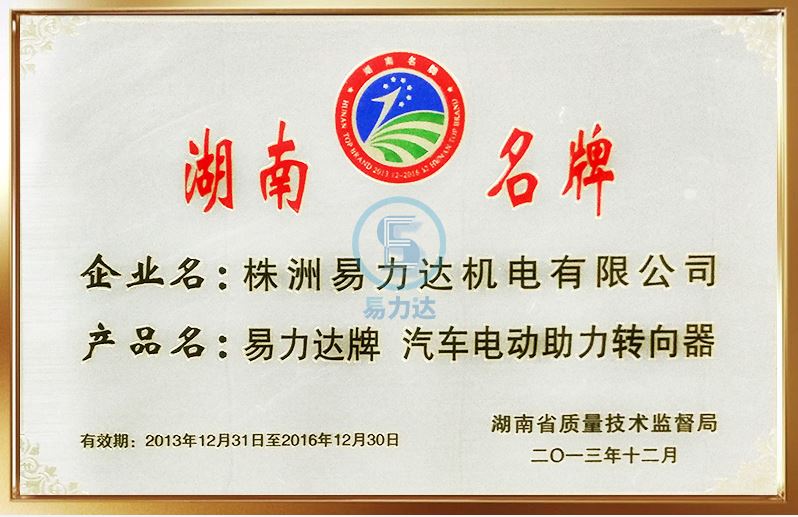 湖南名牌
HUNAN TOP BRAND
2013 12-2016 12 HUNAN TOP BRAND
湖南 名牌
易力达
企业名：株洲易力达机电有限公司
产品名：易力达牌 汽车电动助力转向器
有效期：2013年12月31日至2016年12月30日
湖南省质量技术监督局
二〇一三年十二月